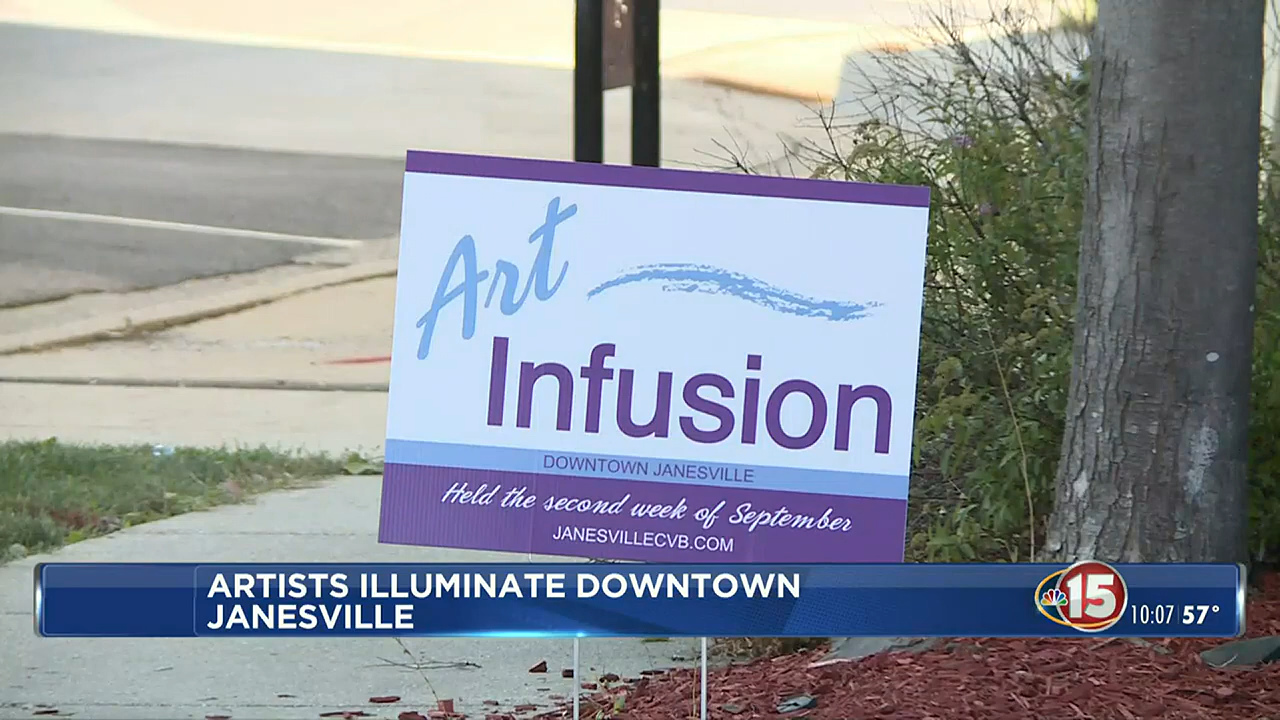 Art
Infusion
DOWNTOWN JANESVILLE
Held the second week of September
JANESVILLECVB.COM
ARTISTS ILLUMINATE DOWNTOWN
JANESVILLE
15
10:07 57°